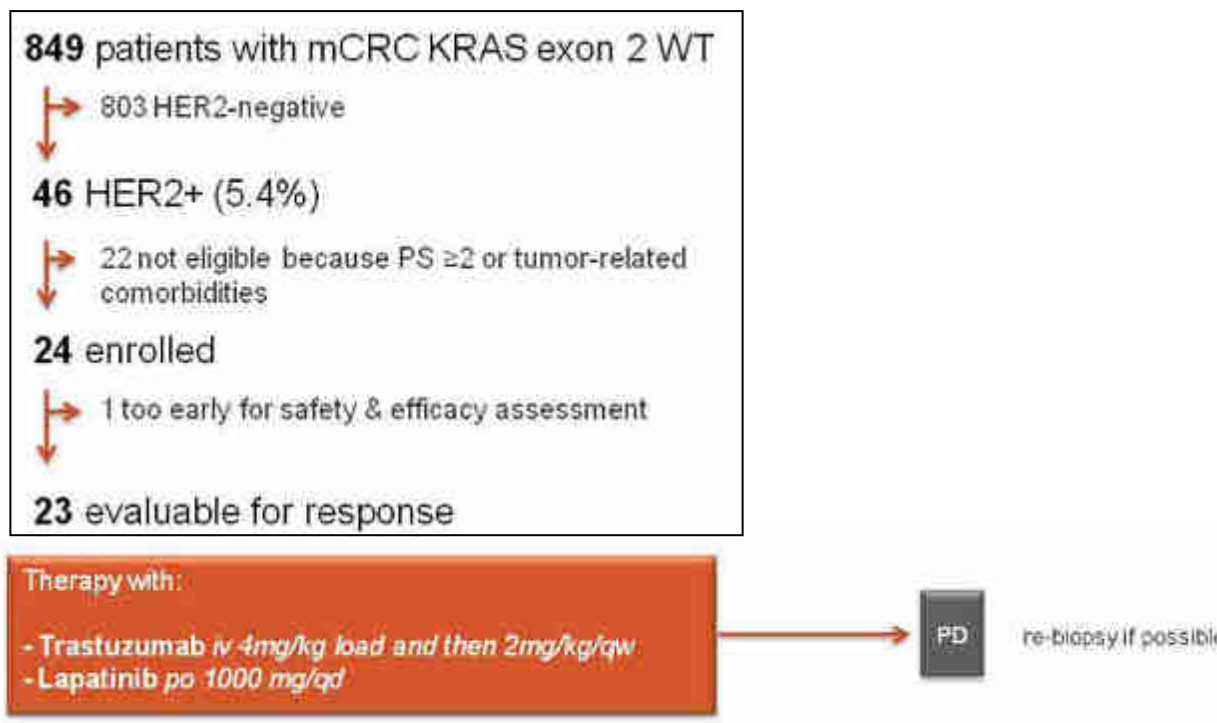 849 patients with mCRC KRAS exon 2 WT
803 HER2-negative
46 HER2+ (5.4%)
22 not eligible because PS ≥2 or tumor-related
comorbidities
24 enrolled
1 too early for safety & efficacy assessment
23 evaluable for response
Therapy with:
- Trastuzumab iv 4mg/kg load and then 2mg/kg/qw
- Lapatinib po 1000 mg/qd
PD
re-biopsy if possible